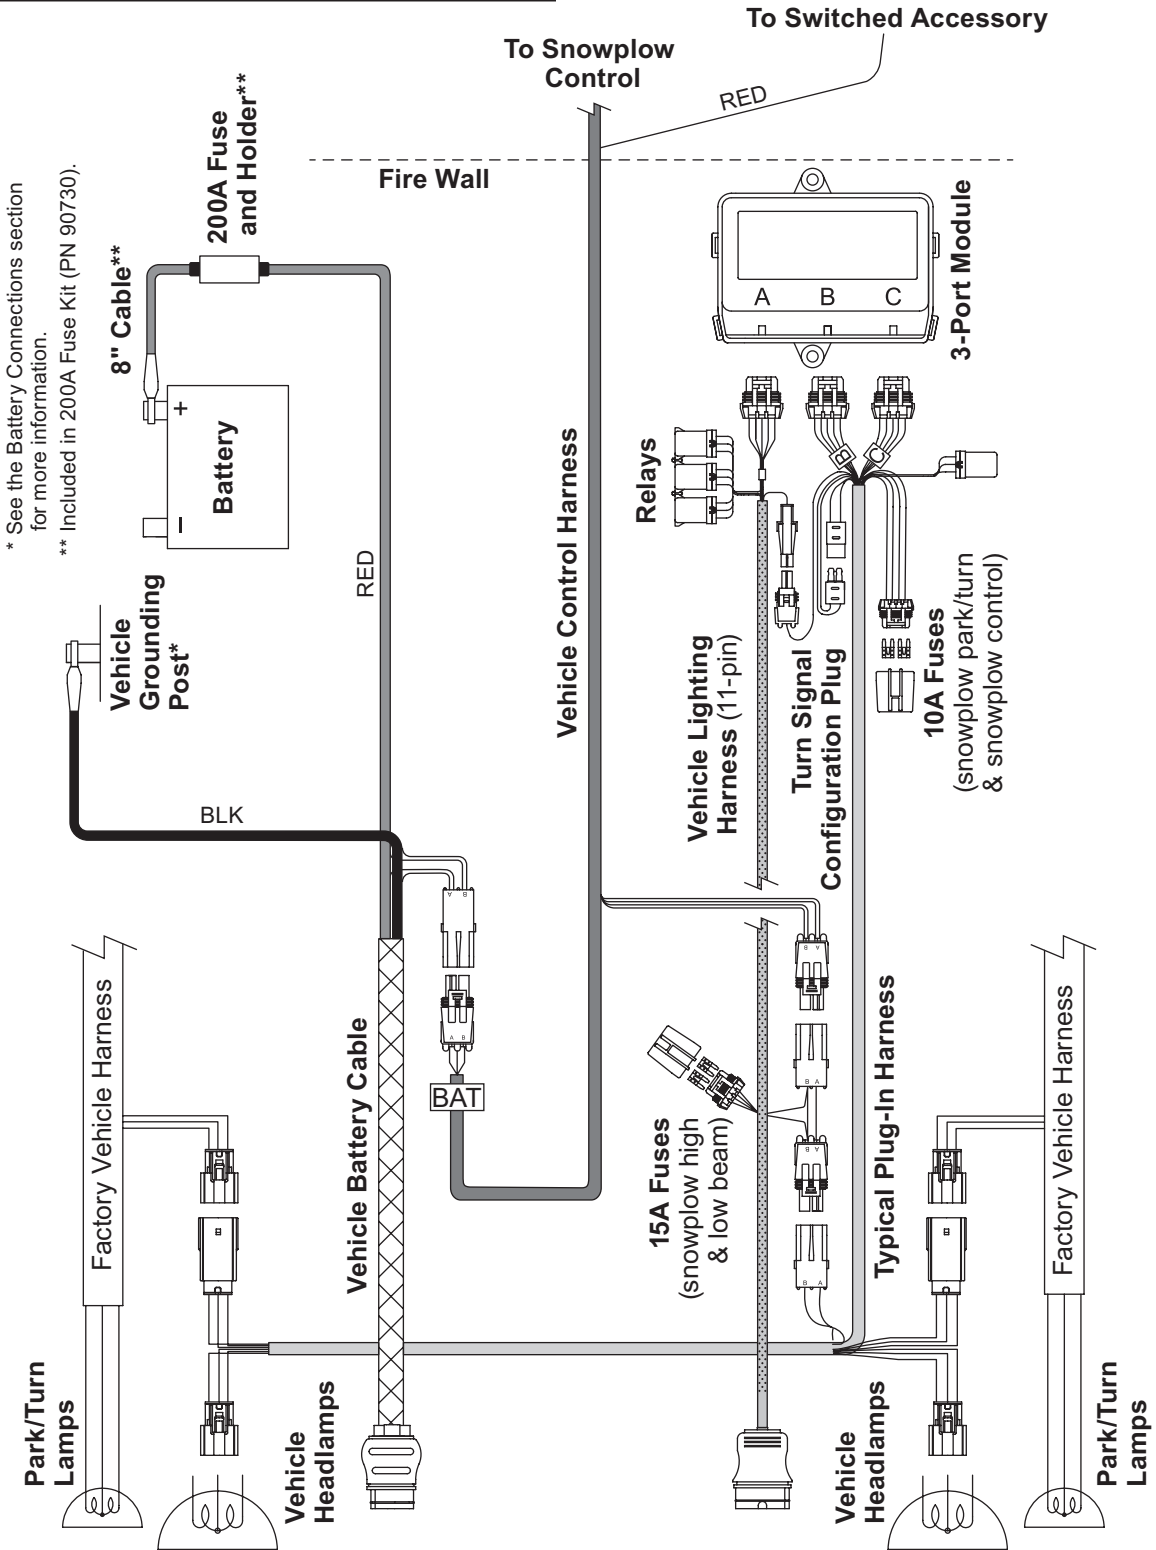 To Switched Accessory
To Snowplow
Control
RED
* See the Battery Connections section
for more information.
** Included in 200A Fuse Kit (PN 90730).
200A Fuse
and Holder**
8" Cable**
Fire Wall
+
-
Battery
A
B
C
3-Port Module
Vehicle
Grounding
Post*
RED
BLK
Vehicle Control Harness
Relays
B
C
Vehicle Lighting
Harness (11-pin)
Turn Signal
Configuration Plug
10A Fuses
(snowplow park/turn
& snowplow control)
A B
A B
BAT
Factory Vehicle Harness
Vehicle Battery Cable
15A Fuses
(snowplow high
& low beam)
B A
B A
B A
B A
Typical Plug-In Harness
Factory Vehicle Harness
Park/Turn
Lamps
Vehicle
Headlamps
Vehicle
Headlamps
Park/Turn
Lamps